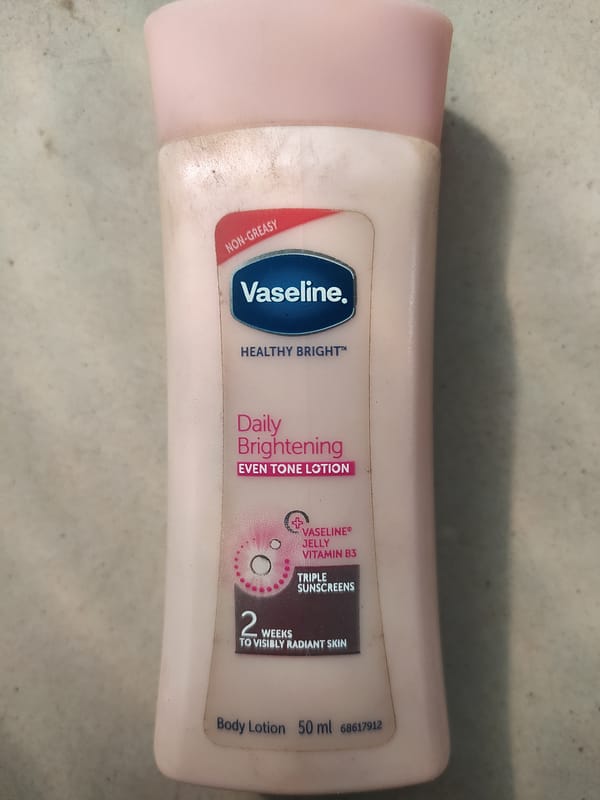 NON-GREASY
Vaseline.
HEALTHY BRIGHT™
Daily
Brightening
EVEN TONE LOTION
VASELINE®
JELLY
VITAMIN B3
TRIPLE
SUNSCREENS
2 WEEKS
TO VISIBLY RADIANT SKIN
Body Lotion 50 ml 68617912